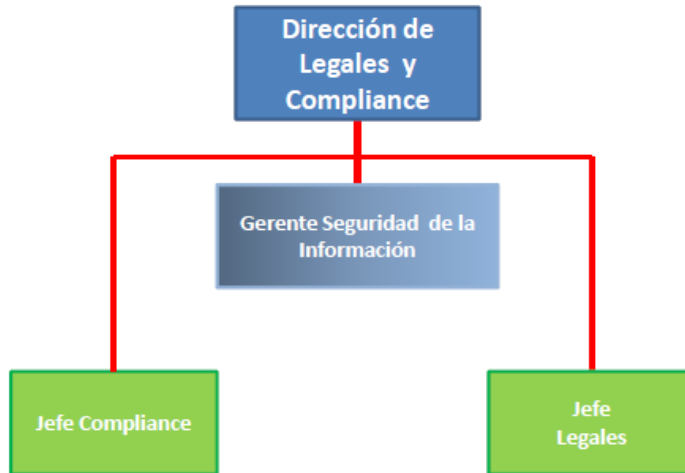 Dirección de
Legales y
Compliance
Gerente Seguridad de la
Información
Jefe Compliance
Jefe
Legales